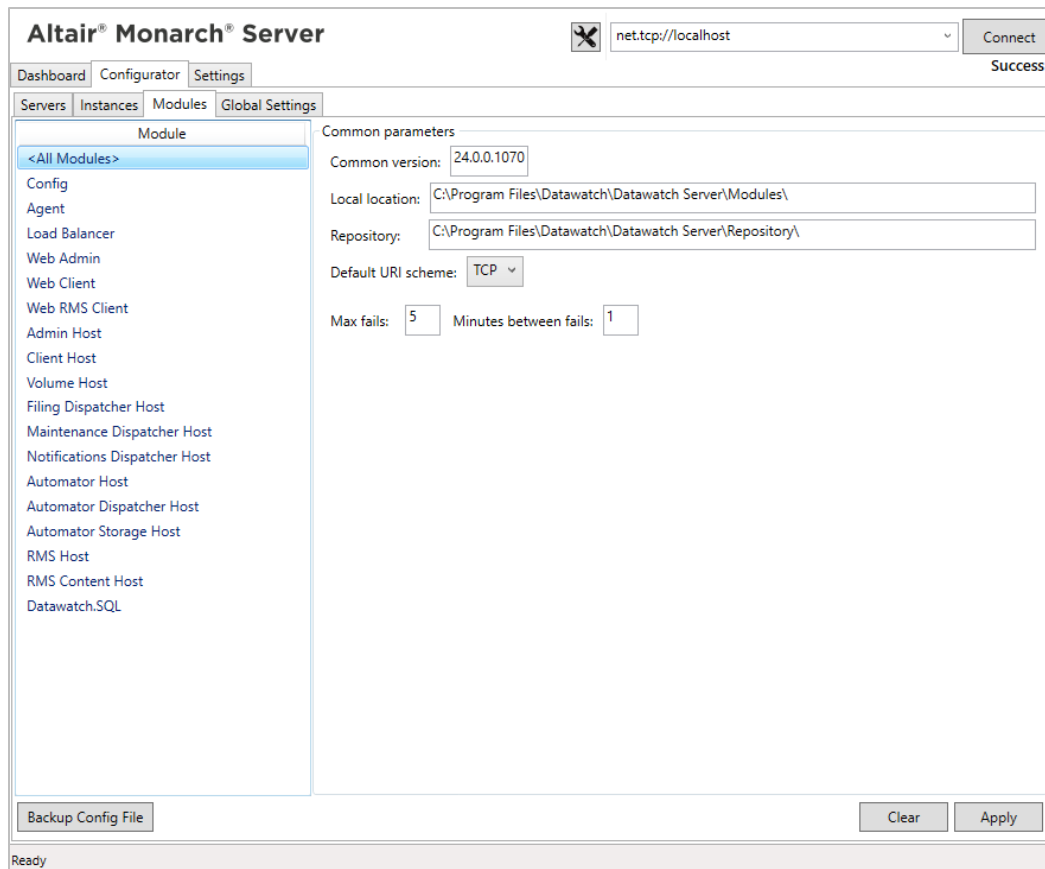 Altair® Monarch® Server
net.tcp://localhost
Connect
Success
Dashboard Configurator Settings
Servers Instances Modules Global Settings
Module
<All Modules>
Config
Agent
Load Balancer
Web Admin
Web Client
Web RMS Client
Admin Host
Client Host
Volume Host
Filing Dispatcher Host
Maintenance Dispatcher Host
Notifications Dispatcher Host
Automator Host
Automator Dispatcher Host
Automator Storage Host
RMS Host
RMS Content Host
Datawatch.SQL
Common parameters
Common version: 24.0.0.1070
Local location: C:\Program Files\Datawatch\Datawatch Server\Modules\
Repository: C:\Program Files\Datawatch\Datawatch Server\Repository\
Default URI scheme: TCP
Max fails: 5 Minutes between fails: 1
Backup Config File
Clear
Apply
Ready